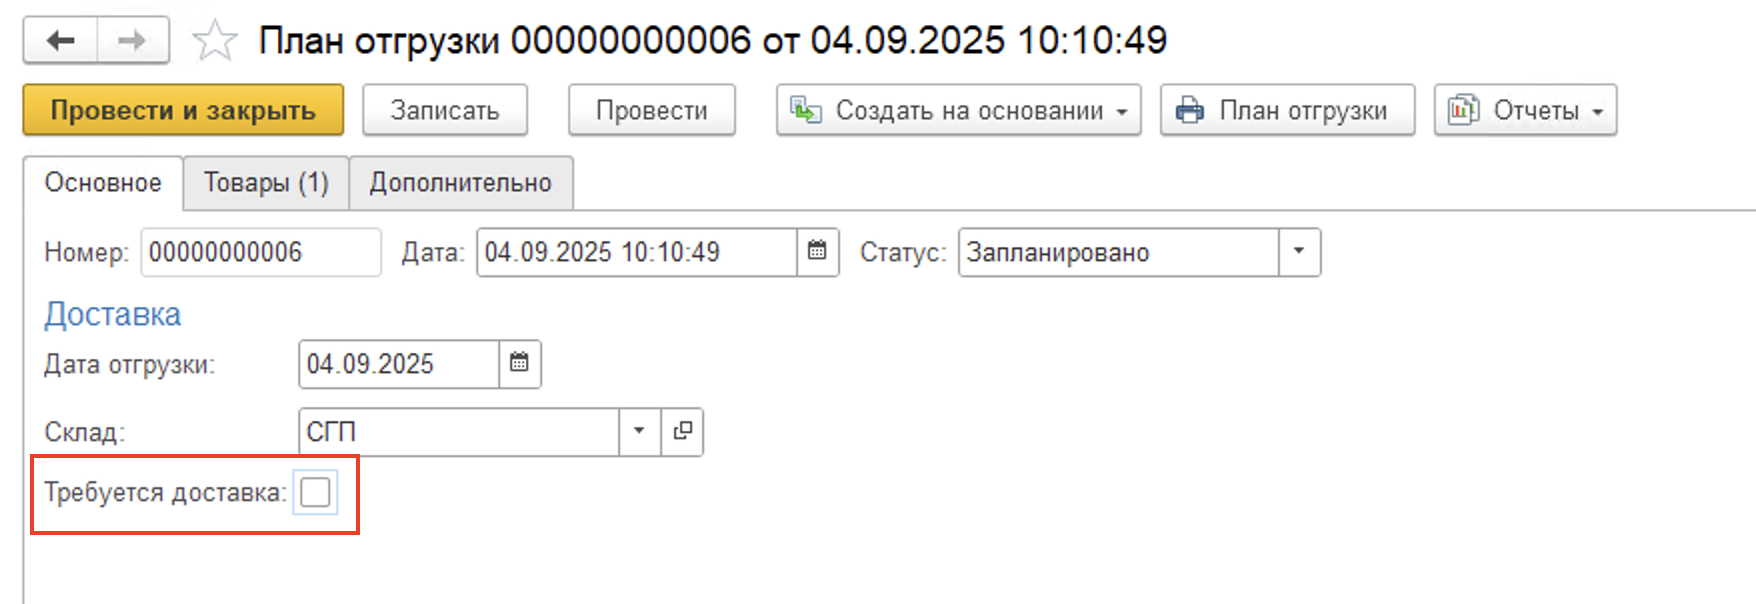 План отгрузки 00000000006 от 04.09.2025 10:10:49
Провести и закрыть Записать Провести Создать на основании План отгрузки Отчеты
Основное Товары (1) Дополнительно
Номер: 00000000006 Дата: 04.09.2025 10:10:49 Статус: Запланировано
Доставка
Дата отгрузки: 04.09.2025
Склад: СГП
Требуется доставка: